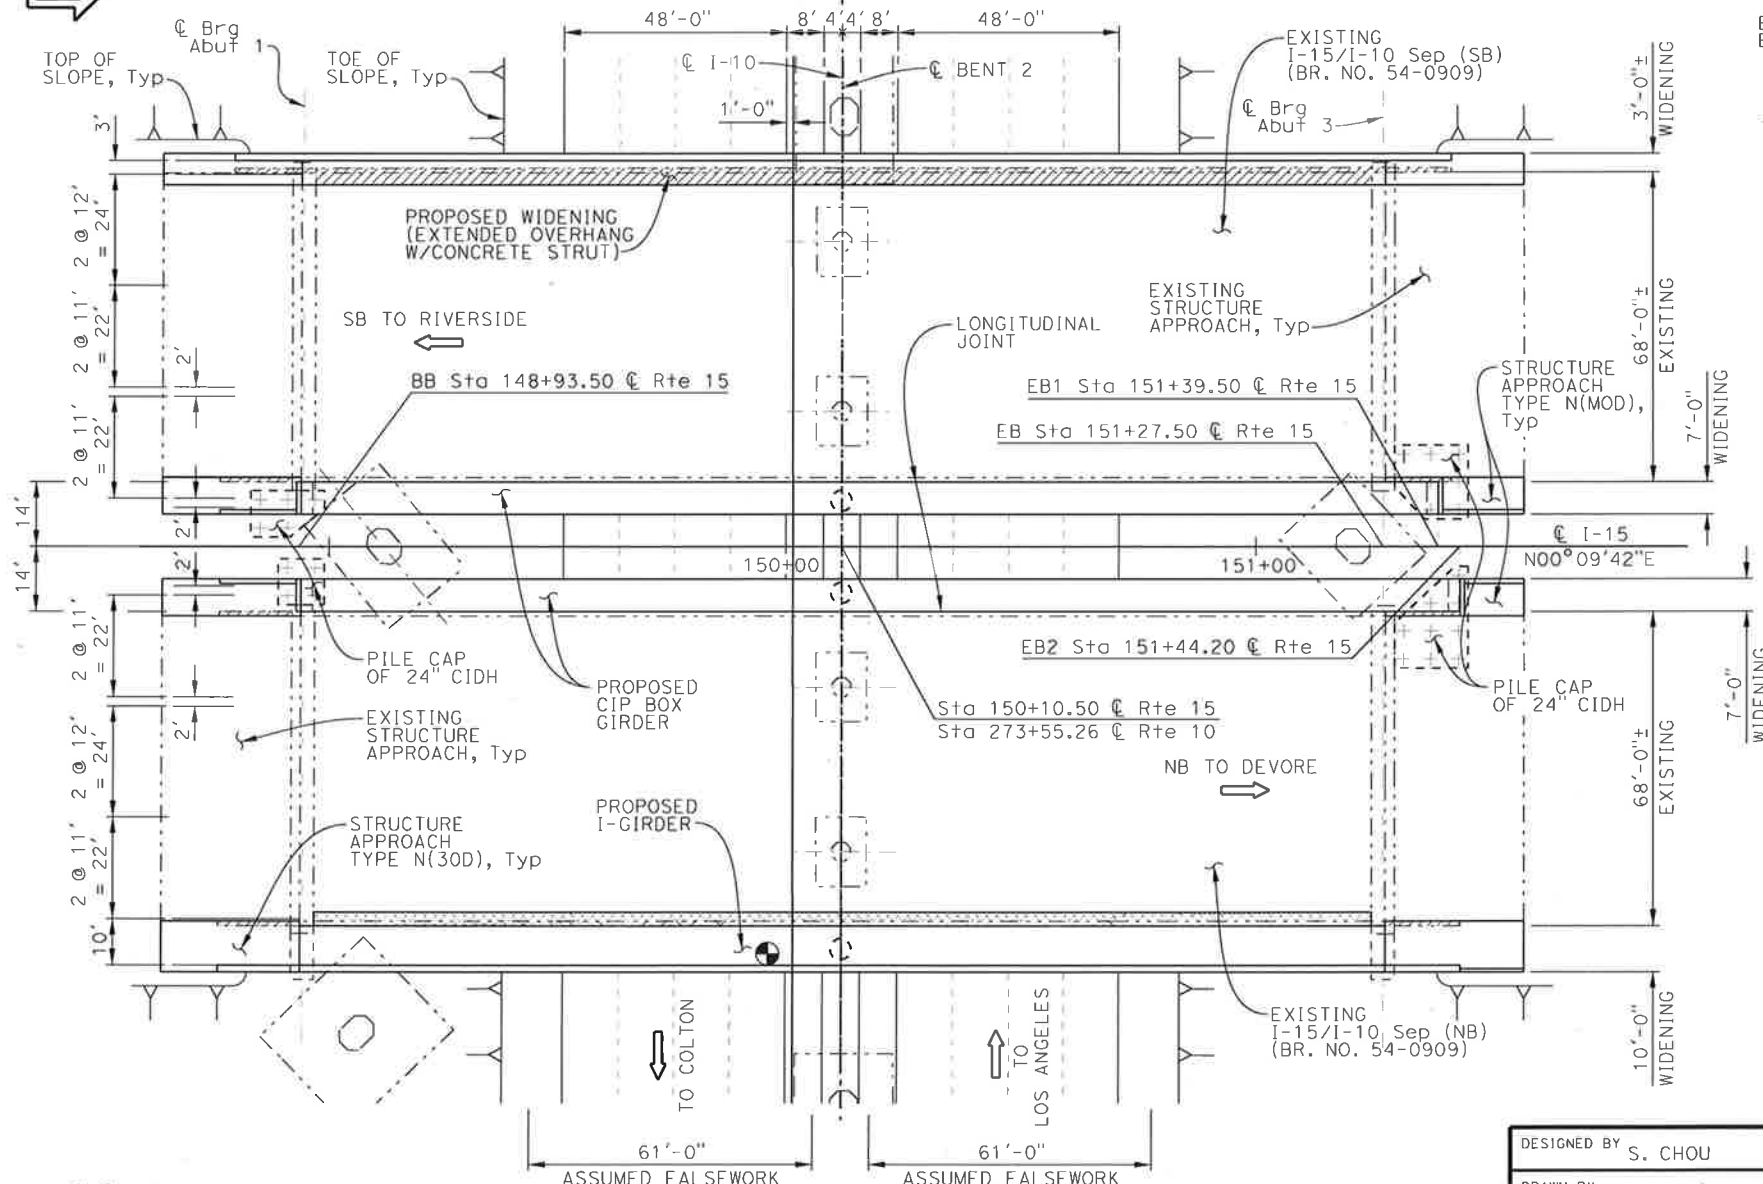 48'-0"
8' 4' 4' 8'
48'-0"
℄ Brg
Abut 1
TOP OF
SLOPE, Typ
TOE OF
SLOPE, Typ
℄ I-10
℄ BENT 2
EXISTING
I-15/I-10 Sep (SB)
(BR. NO. 54-0909)
℄ Brg
Abut 3
3'-0"±
WIDENING
1'-0"
3'
2 @ 12'
= 24'
PROPOSED WIDENING
(EXTENDED OVERHANG
W/CONCRETE STRUT)
2 @ 11'
= 22'
2'
SB TO RIVERSIDE
EXISTING
STRUCTURE
APPROACH, Typ
LONGITUDINAL
JOINT
68'-0"±
EXISTING
STRUCTURE
APPROACH
TYPE N(MOD),
Typ
7'-0"
WIDENING
BB Sta 148+93.50 ℄ Rte 15
EB1 Sta 151+39.50 ℄ Rte 15
EB Sta 151+27.50 ℄ Rte 15
2 @ 11'
= 22'
14'
2'
2'
14'
150+00
151+00
℄ I-15
N00°09'42"E
EB2 Sta 151+44.20 ℄ Rte 15
2 @ 11'
= 22'
PILE CAP
OF 24" CIDH
PROPOSED
CIP BOX
GIRDER
Sta 150+10.50 ℄ Rte 15
Sta 273+55.26 ℄ Rte 10
PILE CAP
OF 24" CIDH
7'-0"
WIDENING
2'
EXISTING
STRUCTURE
APPROACH, Typ
2 @ 12'
= 24'
NB TO DEVORE
68'-0"±
EXISTING
PROPOSED
I-GIRDER
STRUCTURE
APPROACH
TYPE N(30D), Typ
2 @ 11'
= 22'
10'
TO COLTON
TO
LOS ANGELES
EXISTING
I-15/I-10 Sep (NB)
(BR. NO. 54-0909)
10'-0"
WIDENING
61'-0"
ASSUMED FALSEWORK
61'-0"
ASSUMED FALSEWORK
DESIGNED BY S. CHOU